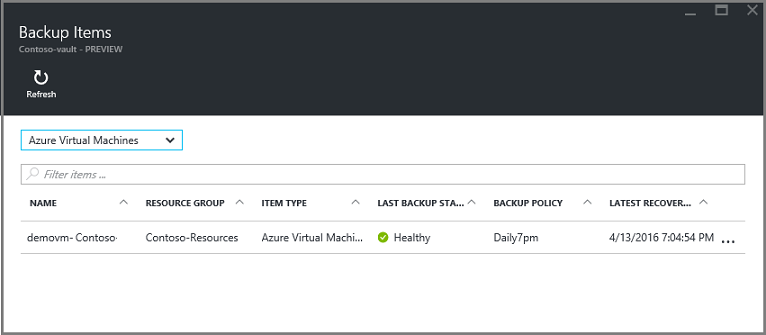 Backup Items
Contoso-vault - PREVIEW
Refresh
Azure Virtual Machines
Filter items ...
NAME RESOURCE GROUP ITEM TYPE LAST BACKUP STA... BACKUP POLICY LATEST RECOVER...
demovm- Contoso- Contoso-Resources Azure Virtual Machi... Healthy Daily7pm 4/13/2016 7:04:54 PM ...